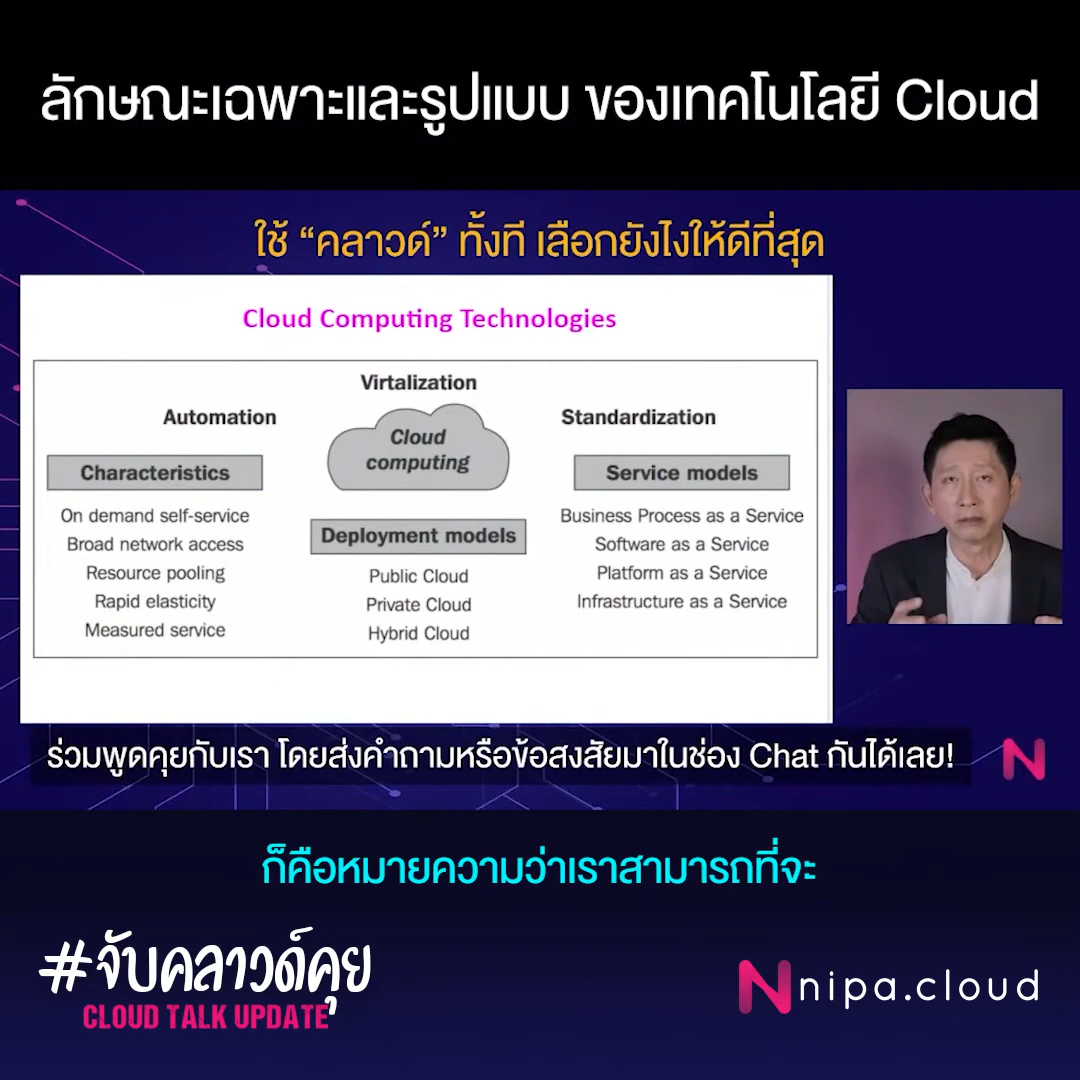 ลักษณะเฉพาะและรูปแบบ ของเทคโนโลยี Cloud
ใช้ “คลาวด์” ทั้งที เลือกยังไงให้ดีที่สุด
Cloud Computing Technologies
Virtalization
Automation
Standardization
Cloud
computing
Characteristics
On demand self-service
Broad network access
Resource pooling
Rapid elasticity
Measured service
Deployment models
Public Cloud
Private Cloud
Hybrid Cloud
Service models
Business Process as a Service
Software as a Service
Platform as a Service
Infrastructure as a Service
ร่วมพูดคุยกับเรา โดยส่งคำถามหรือข้อสงสัยมาในช่อง Chat กันได้เลย!
N
ก็คือหมายความว่าเราสามารถที่จะ
#จับคลาวด์คุย
CLOUD TALK UPDATE
N nipa.cloud